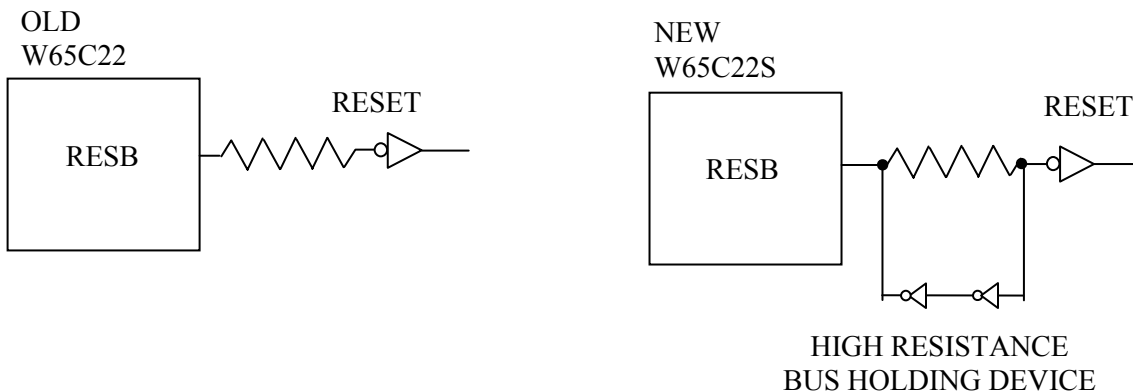 OLD
W65C22
RESB
RESET
NEW
W65C22S
RESB
RESET
HIGH RESISTANCE
BUS HOLDING DEVICE